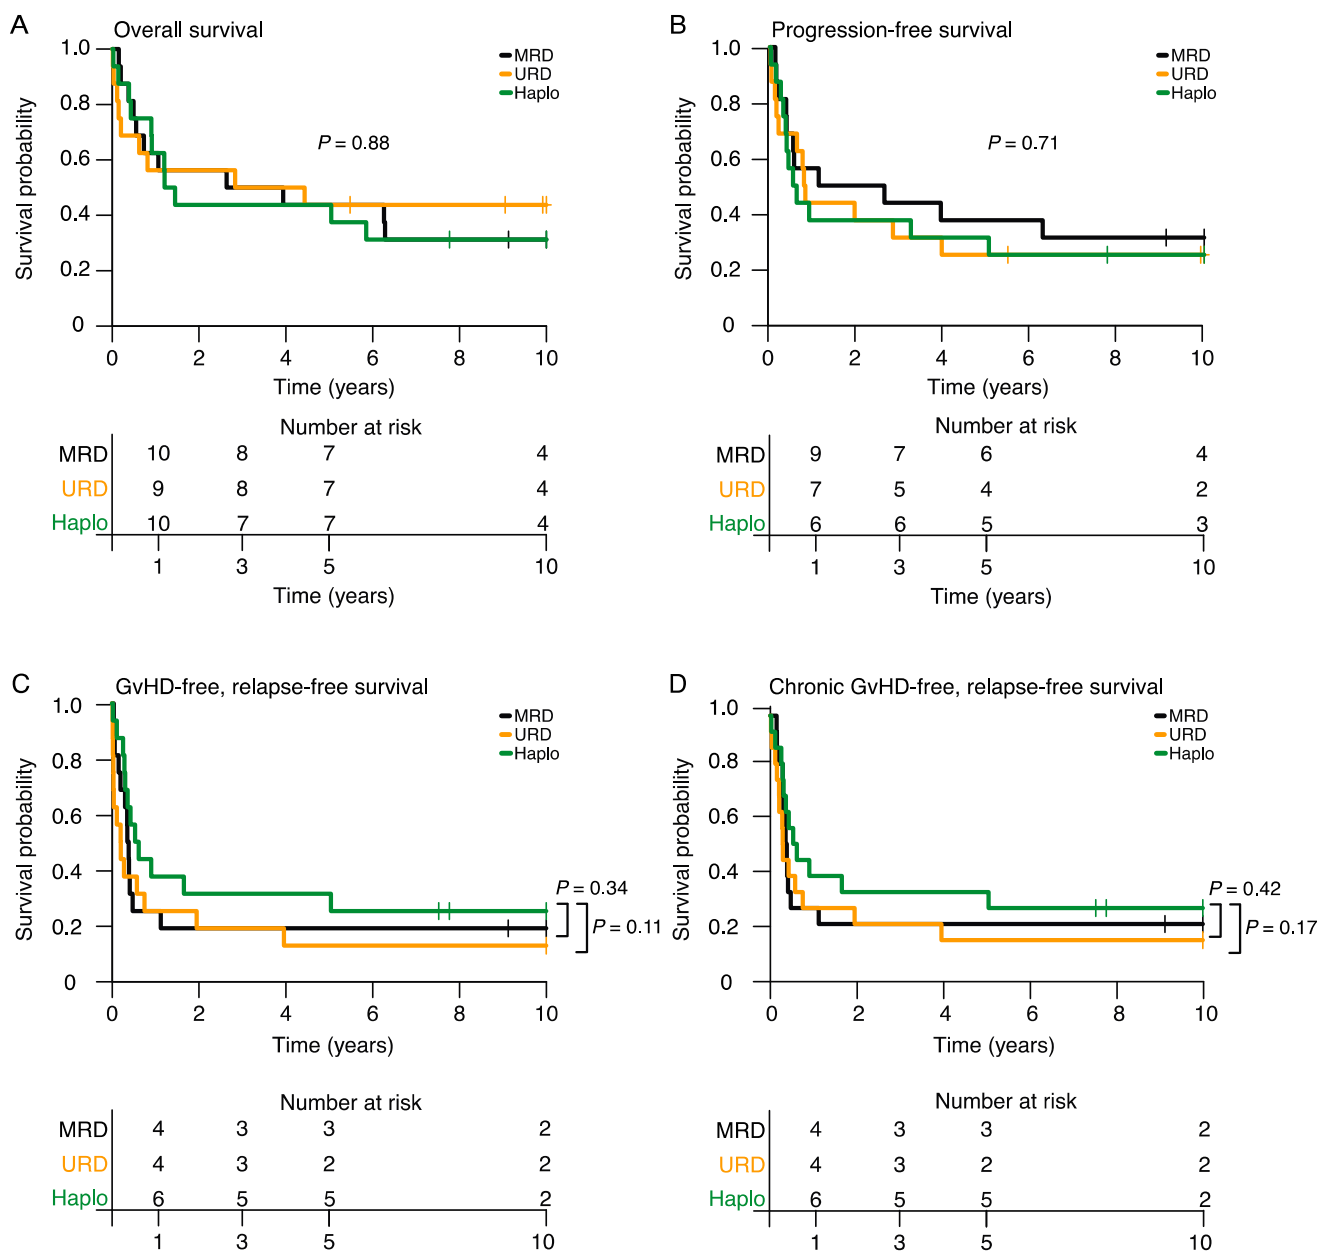 A
Overall survival
1.0
0.8
0.6
0.4
0.2
0
Survival probability
MRD
URD
Haplo
P = 0.88
0 2 4 6 8 10
Time (years)
Number at risk
MRD 10 8 7 4
URD 9 8 7 4
Haplo 10 7 7 4
1 3 5 10
Time (years)
B
Progression-free survival
1.0
0.8
0.6
0.4
0.2
0
Survival probability
MRD
URD
Haplo
P = 0.71
0 2 4 6 8 10
Time (years)
Number at risk
MRD 9 7 6 4
URD 7 5 4 2
Haplo 6 6 5 3
1 3 5 10
Time (years)
C
GvHD-free, relapse-free survival
1.0
0.8
0.6
0.4
0.2
0
Survival probability
MRD
URD
Haplo
P = 0.34
P = 0.11
0 2 4 6 8 10
Time (years)
Number at risk
MRD 4 3 3 2
URD 4 3 2 2
Haplo 6 5 5 2
1 3 5 10
D
Chronic GvHD-free, relapse-free survival
1.0
0.8
0.6
0.4
0.2
0
Survival probability
MRD
URD
Haplo
P = 0.42
P = 0.17
0 2 4 6 8 10
Time (years)
Number at risk
MRD 4 3 3 2
URD 4 3 2 2
Haplo 6 5 5 2
1 3 5 10